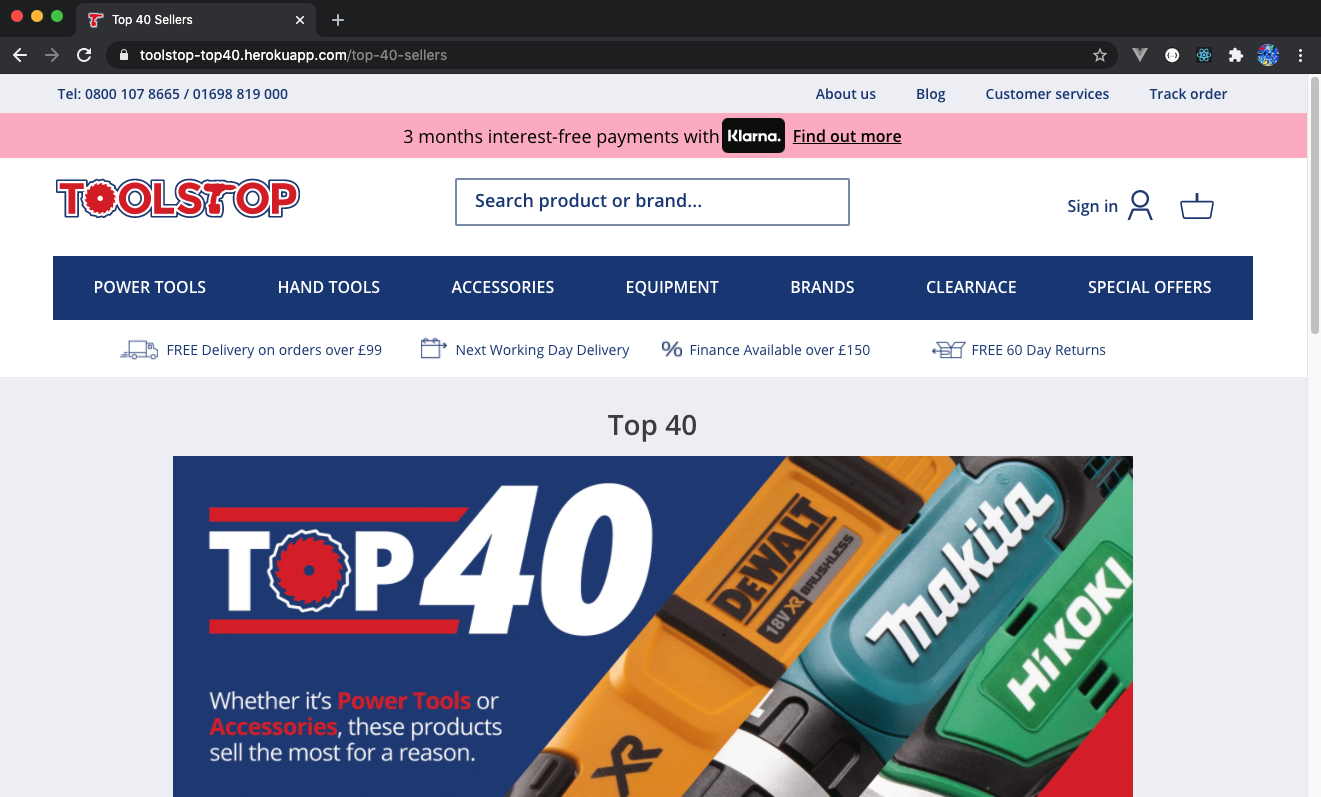 Top 40 Sellers
toolstop-top40.herokuapp.com/top-40-sellers
Tel: 0800 107 8665 / 01698 819 000
About us Blog Customer services Track order
3 months interest-free payments with Klarna. Find out more
TOOLSTOP
Search product or brand...
Sign in
POWER TOOLS HAND TOOLS ACCESSORIES EQUIPMENT BRANDS CLEARNACE SPECIAL OFFERS
FREE Delivery on orders over £99 Next Working Day Delivery % Finance Available over £150 FREE 60 Day Returns
Top 40
TOP 40
Whether it's Power Tools or
Accessories, these products
sell the most for a reason.
DEWALT
18V XR BRUSHLESS
XR
Makita
HiKOKI